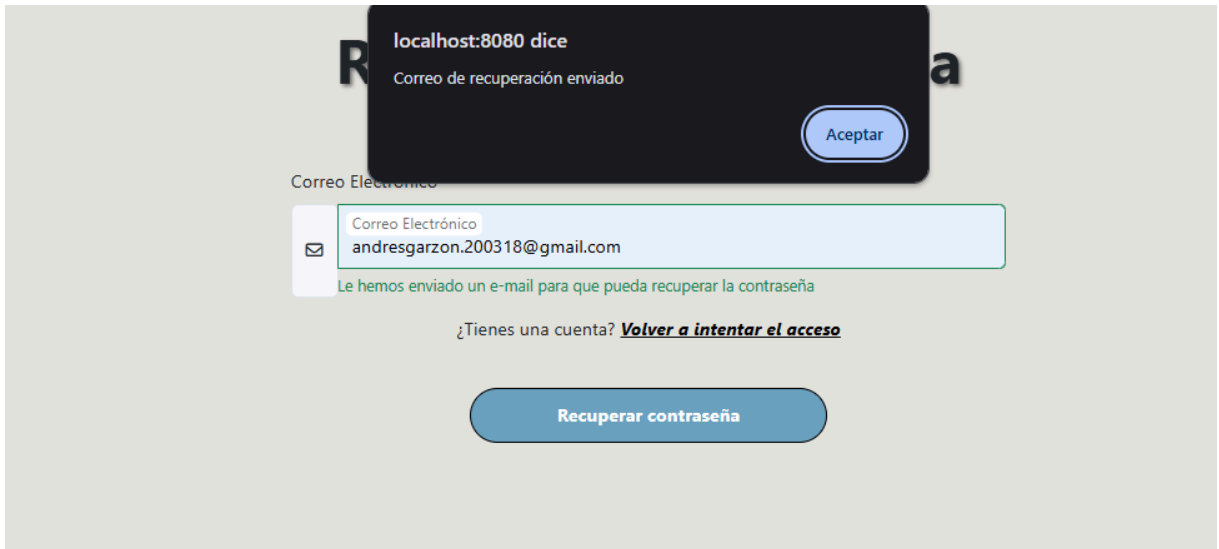 localhost:8080 dice
Correo de recuperación enviado
Aceptar
Correo Electrónico
Correo Electrónico
andresgarzon.200318@gmail.com
Le hemos enviado un e-mail para que pueda recuperar la contraseña
¿Tienes una cuenta? Volver a intentar el acceso
Recuperar contraseña